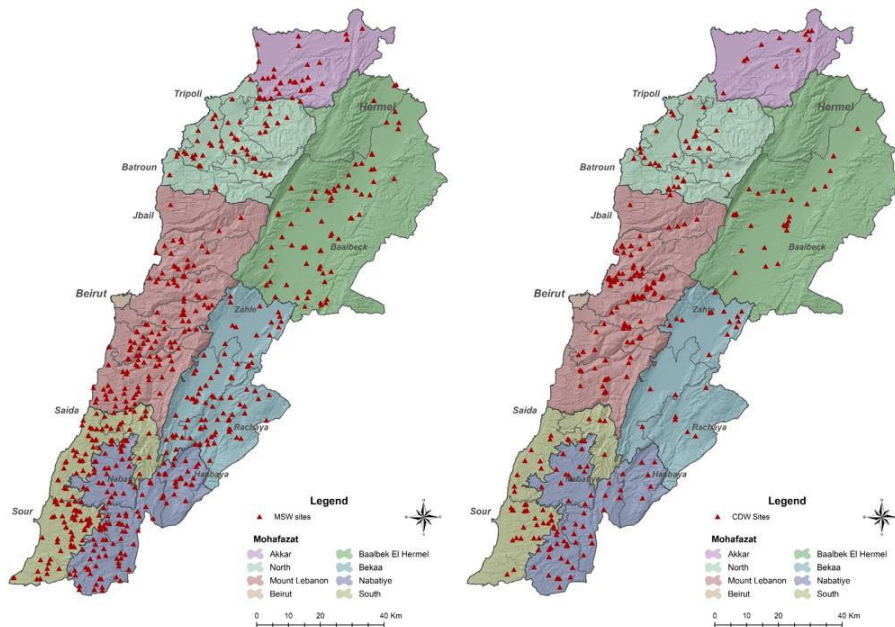 Tripoli
Hermel
Batroun
Jbail
Baalbeck
Beirut
Zahle
Saida
Rachaya
Hasbaya
Nabatiye
Sour
Legend
MSW sites
Mohafazat
Akkar
Baalbek El Hermel
North
Bekaa
Mount Lebanon
Nabatiye
Beirut
South
0 10 20 40 Km
Tripoli
Hermel
Batroun
Jbail
Baalbeck
Beirut
Zahle
Saida
Rachaya
Hasbaya
Nabatiye
Sour
Legend
CDW Sites
Mohafazat
Akkar
Baalbek El Hermel
North
Bekaa
Mount Lebanon
Nabatiye
Beirut
South
0 10 20 40 Km